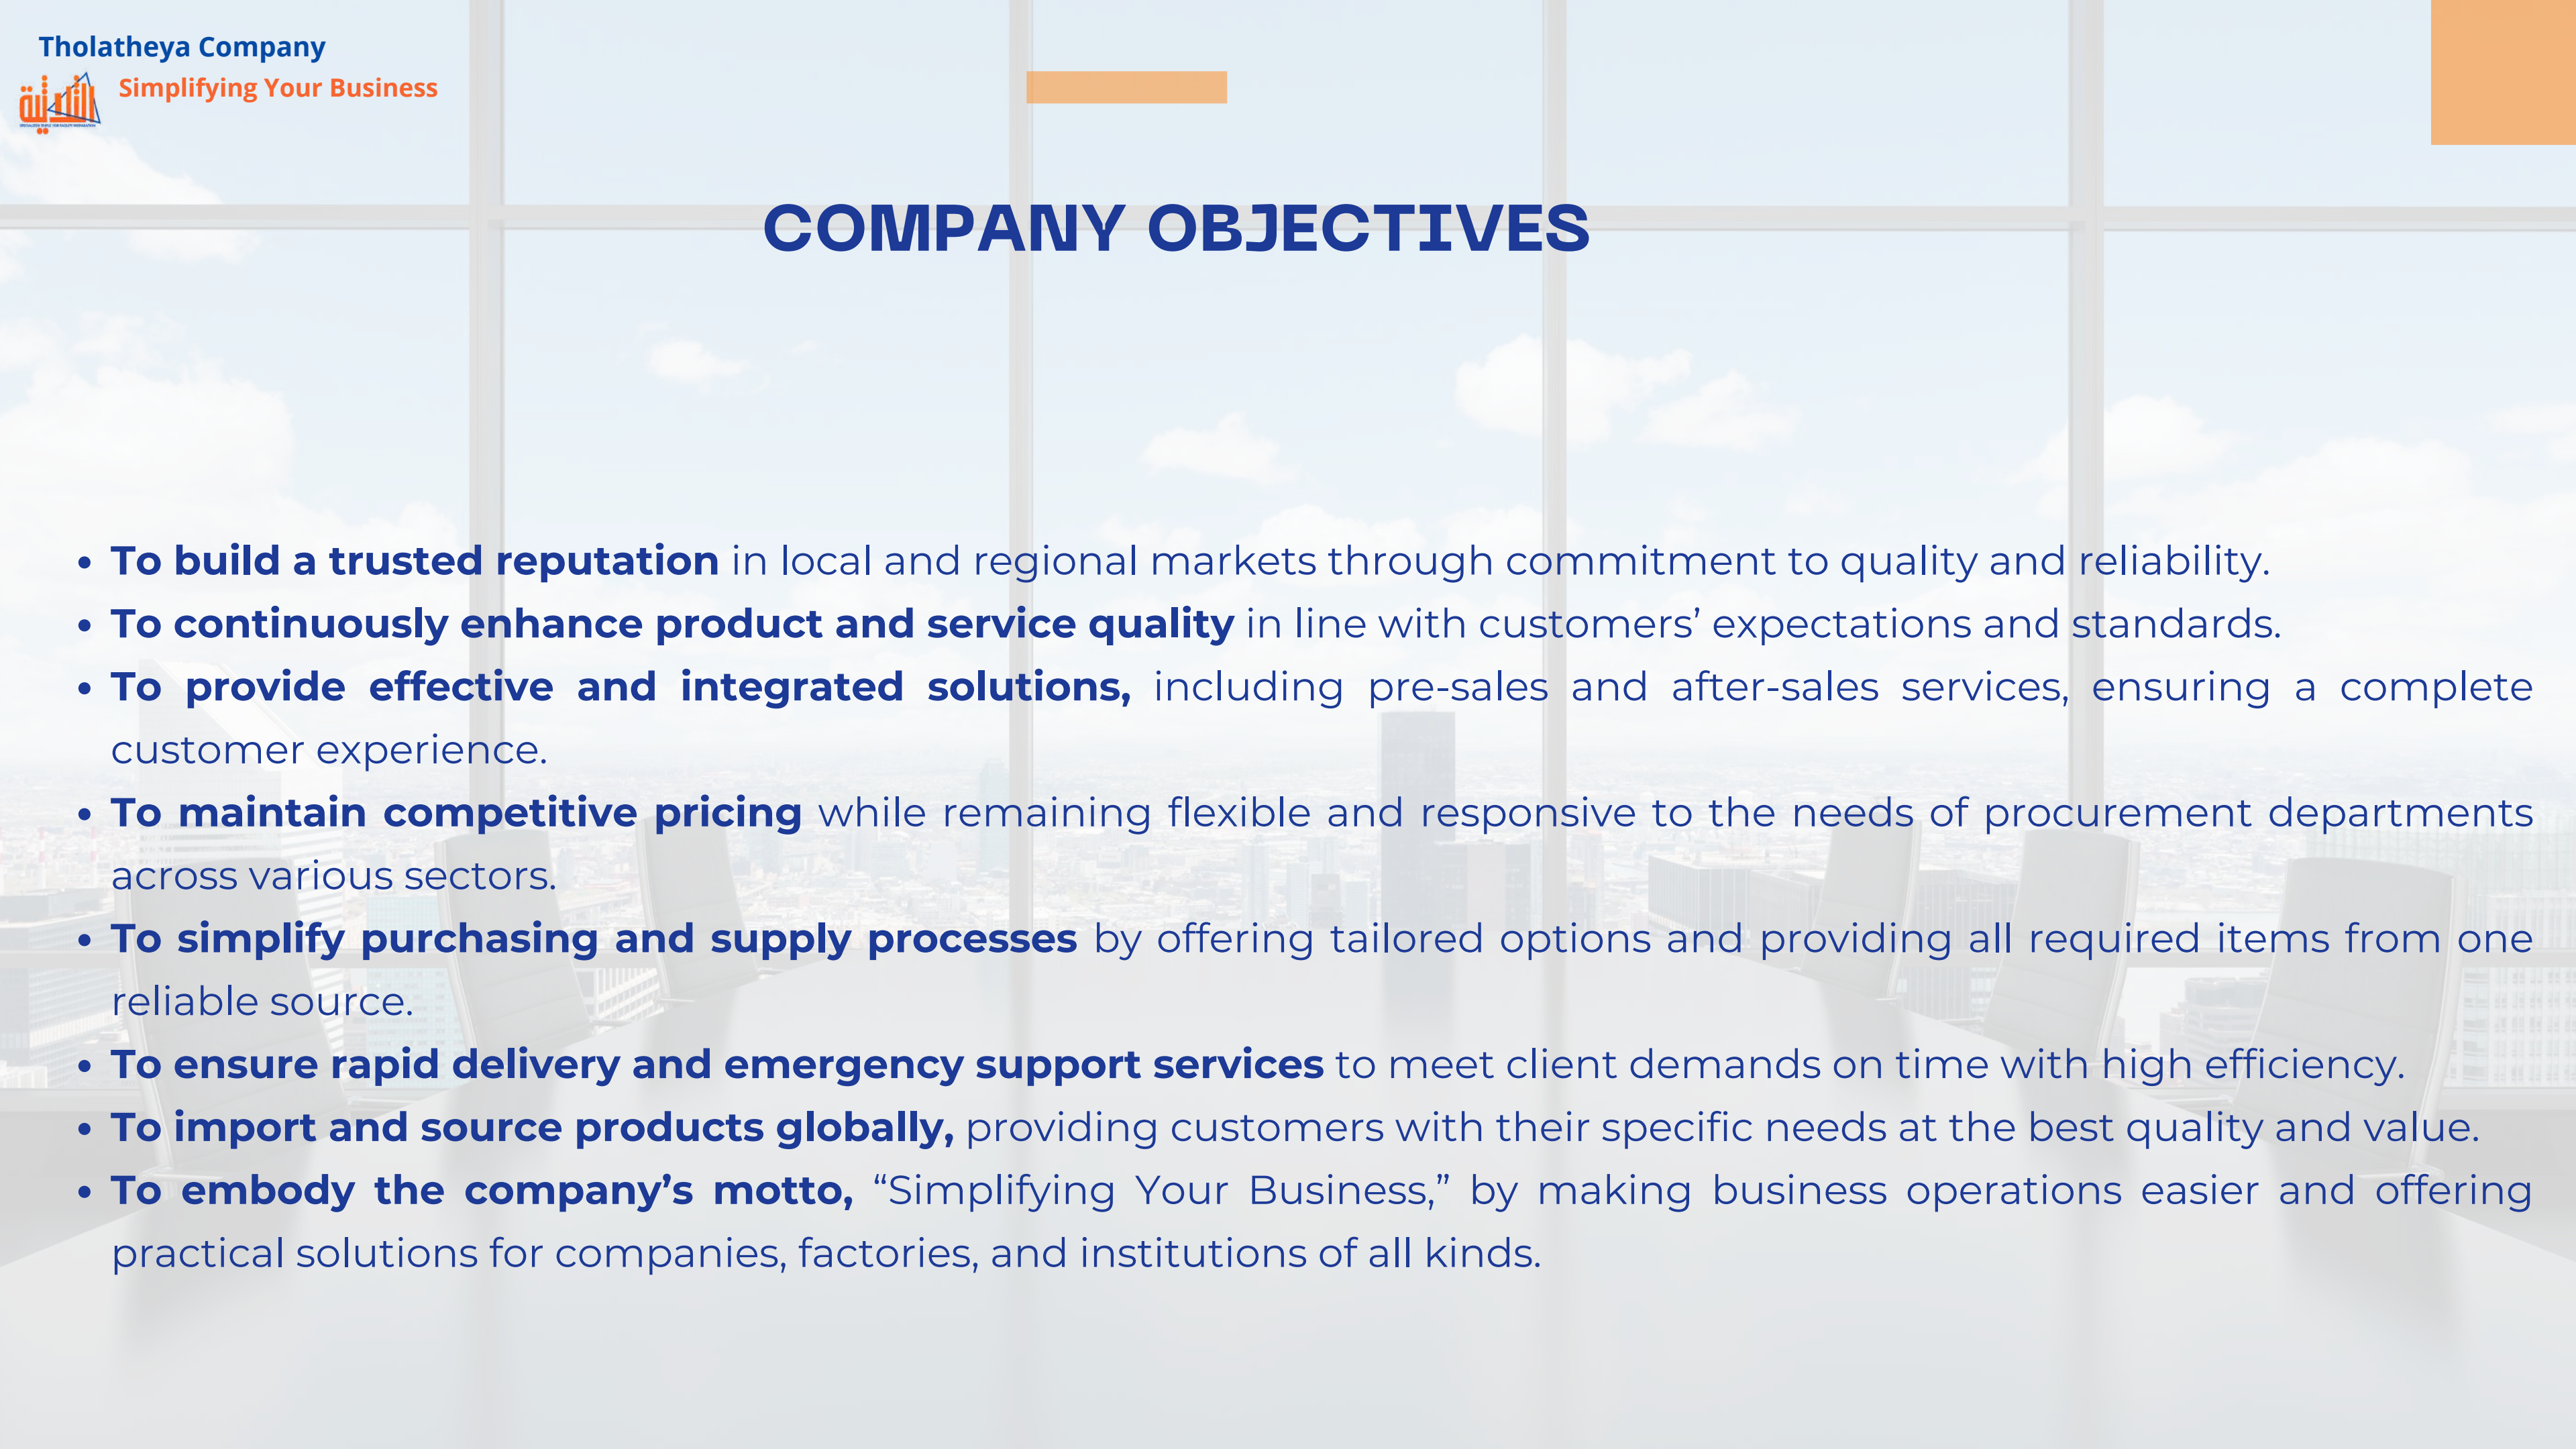 Tholatheya Company
Simplifying Your Business
الثلاثية
COMPANY OBJECTIVES
• To build a trusted reputation in local and regional markets through commitment to quality and reliability.
• To continuously enhance product and service quality in line with customers’ expectations and standards.
• To provide effective and integrated solutions, including pre-sales and after-sales services, ensuring a complete
customer experience.
• To maintain competitive pricing while remaining flexible and responsive to the needs of procurement departments
across various sectors.
• To simplify purchasing and supply processes by offering tailored options and providing all required items from one
reliable source.
• To ensure rapid delivery and emergency support services to meet client demands on time with high efficiency.
• To import and source products globally, providing customers with their specific needs at the best quality and value.
• To embody the company’s motto, “Simplifying Your Business,” by making business operations easier and offering
practical solutions for companies, factories, and institutions of all kinds.